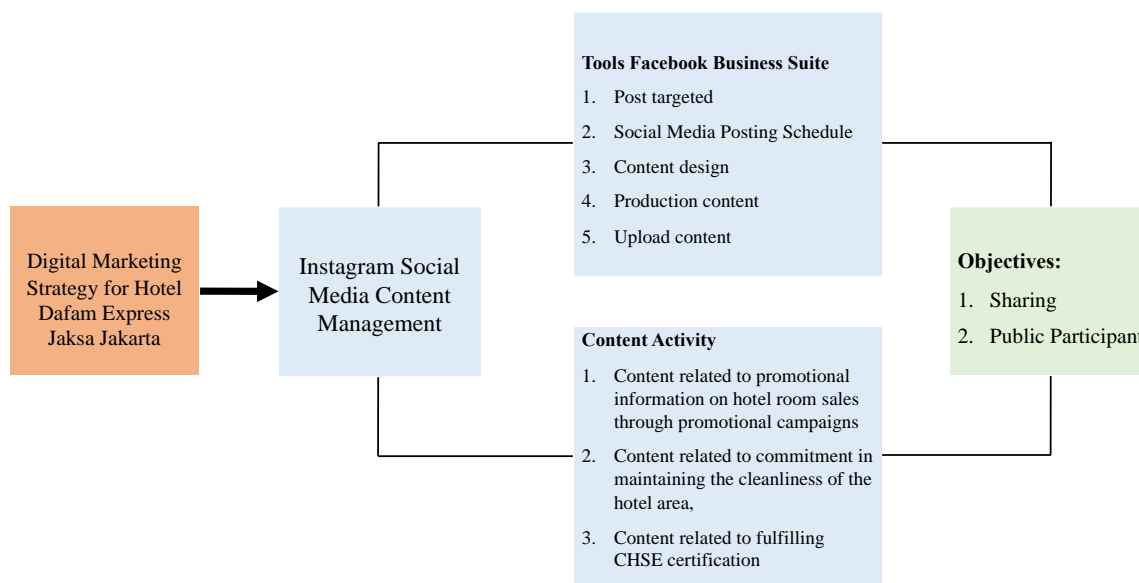 Digital Marketing
Strategy for Hotel
Dafam Express
Jaksa Jakarta
Instagram Social
Media Content
Management
Tools Facebook Business Suite
1. Post targeted
2. Social Media Posting Schedule
3. Content design
4. Production content
5. Upload content
Content Activity
1. Content related to promotional
information on hotel room sales
through promotional campaigns
2. Content related to commitment in
maintaining the cleanliness of the
hotel area,
3. Content related to fulfilling
CHSE certification
Objectives:
1. Sharing
2. Public Participant